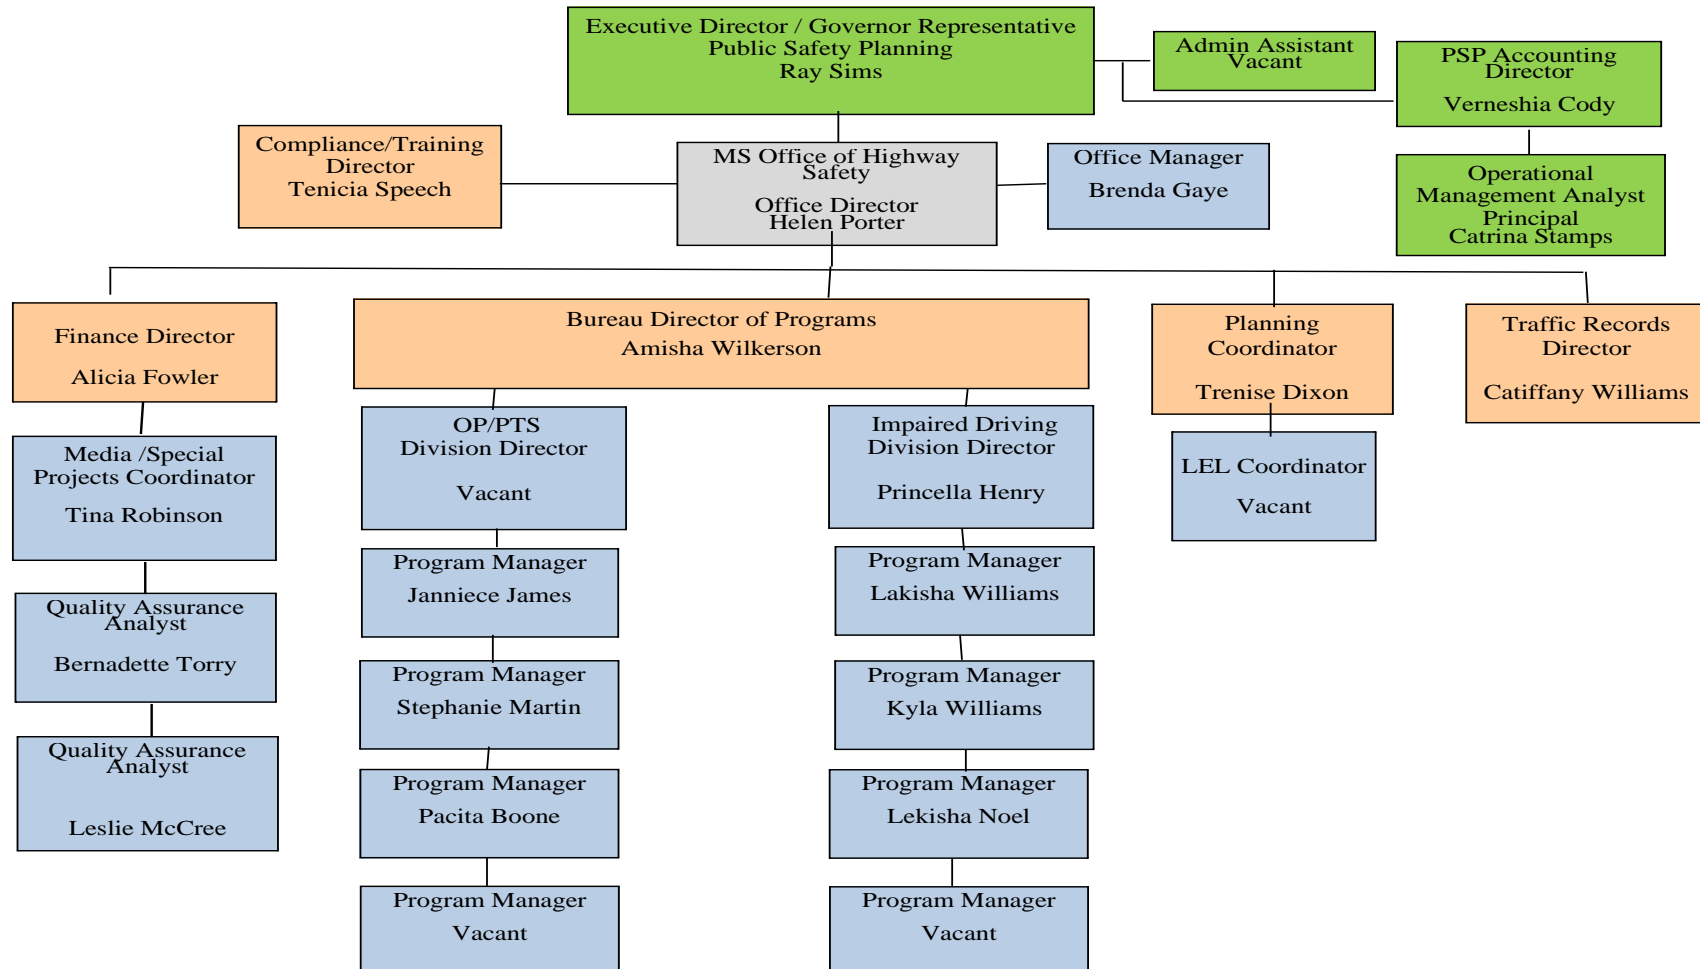 Executive Director / Governor Representative
Public Safety Planning
Ray Sims
Admin Assistant
Vacant
PSP Accounting
Director
Verneshia Cody
Compliance/Training
Director
Tenicia Speech
MS Office of Highway
Safety
Office Director
Helen Porter
Office Manager
Brenda Gaye
Operational
Management Analyst
Principal
Catrina Stamps
Finance Director
Alicia Fowler
Bureau Director of Programs
Amisha Wilkerson
Planning
Coordinator
Trenise Dixon
Traffic Records
Director
Catiffany Williams
Media /Special
Projects Coordinator
Tina Robinson
OP/PTS
Division Director
Vacant
Impaired Driving
Division Director
Princella Henry
LEL Coordinator
Vacant
Program Manager
Janniece James
Program Manager
Lakisha Williams
Quality Assurance
Analyst
Bernadette Torry
Program Manager
Stephanie Martin
Program Manager
Kyla Williams
Quality Assurance
Analyst
Leslie McCree
Program Manager
Pacita Boone
Program Manager
Lekisha Noel
Program Manager
Vacant
Program Manager
Vacant